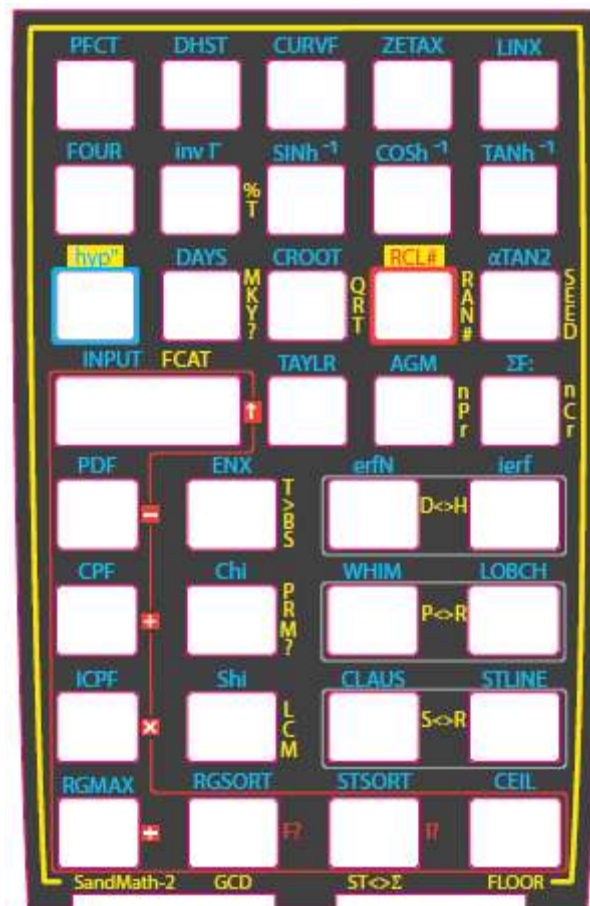 PFCT DHST CURVF ZETAX LINX
FOUR inv Γ SINh⁻¹ COSh⁻¹ TANh⁻¹
%T
hyp" DAYS CROOT RCL# αTAN2
MKY? QRT RAN# SEED
INPUT FCAT TAYLR AGM ΣF:
↑ nPr nCr
PDF ENX erfN ierf
− T>BS D<>H
CPF Chi WHIM LOBCH
+ PRM? P<>R
ICPF Shi CLAUS STLINE
× LCM S<>R
RGMAX RGSORT STSORT CEIL
÷ F? I?
SandMath-2 GCD ST<>Σ FLOOR